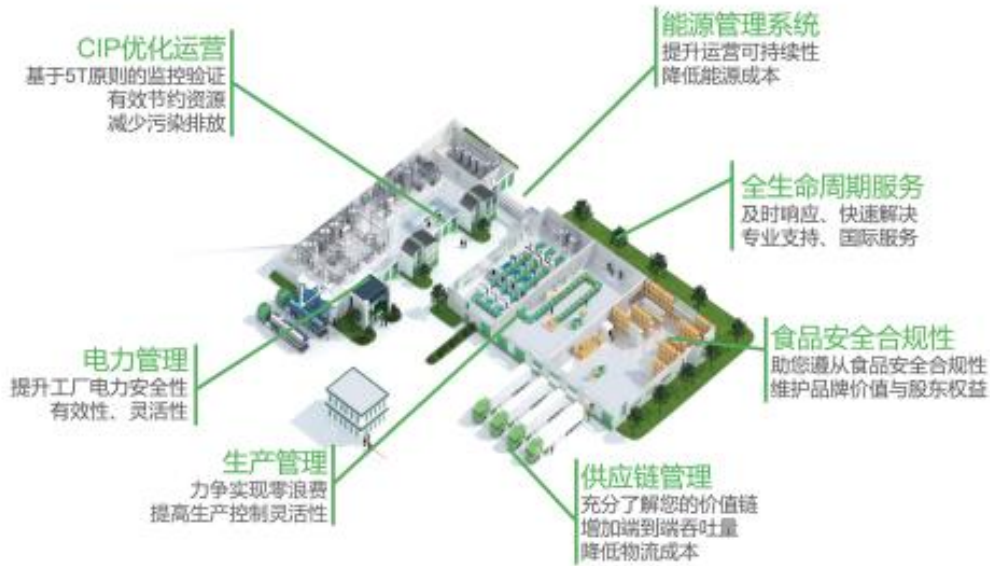 CIP优化运营
基于5T原则的监控验证
有效节约资源
减少污染排放
能源管理系统
提升运营可持续性
降低能源成本
全生命周期服务
及时响应、快速解决
专业支持、国际服务
食品安全合规性
助您遵从食品安全合规性
维护品牌价值与股东权益
电力管理
提升工厂电力安全性
有效性、灵活性
生产管理
力争实现零浪费
提高生产控制灵活性
供应链管理
充分了解您的价值链
增加端到端吞吐量
降低物流成本